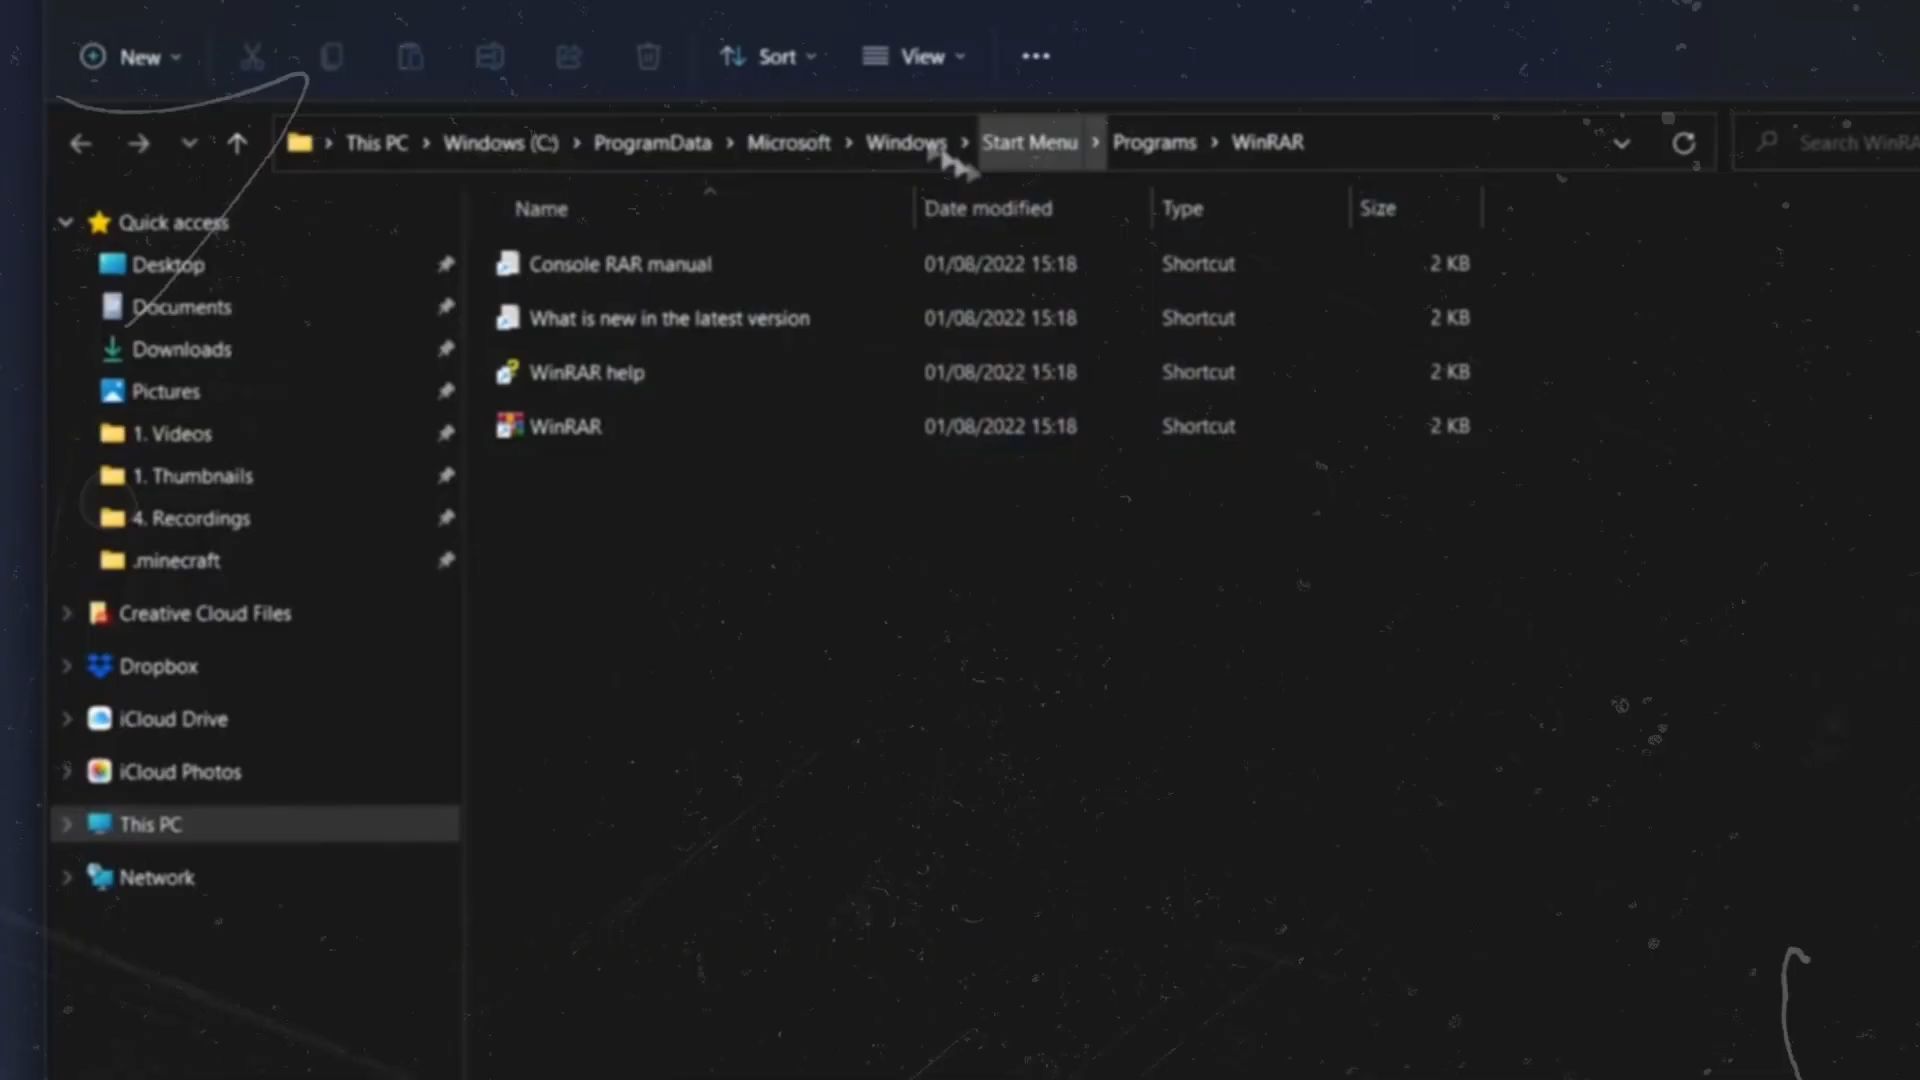 New Sort View
This PC Windows (C:) ProgramData Microsoft Windows Start Menu Programs WinRAR
Search WinRA
Name Date modified Type Size
Quick access
Desktop
Documents
Downloads
Pictures
1. Videos
1. Thumbnails
4. Recordings
.minecraft
Creative Cloud Files
Dropbox
iCloud Drive
iCloud Photos
This PC
Network
Console RAR manual 01/08/2022 15:18 Shortcut 2 KB
What is new in the latest version 01/08/2022 15:18 Shortcut 2 KB
WinRAR help 01/08/2022 15:18 Shortcut 2 KB
WinRAR 01/08/2022 15:18 Shortcut 2 KB